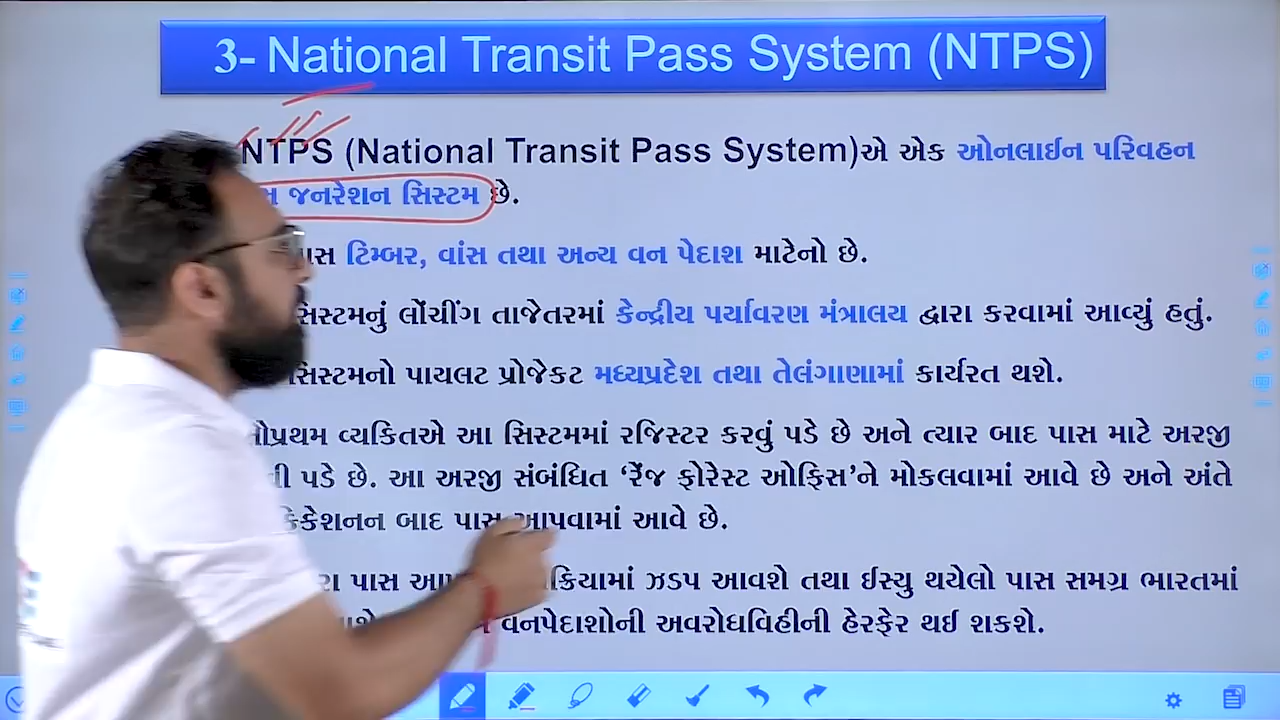 3- National Transit Pass System (NTPS)
NTPS (National Transit Pass System)એ એક ઓનલાઈન પરિવહન
જનરેશન સિસ્ટમ છે.
ટિમ્બર, વાંસ તથા અન્ય વન પેદાશ માટેનો છે.
સિસ્ટમનું લોંચીંગ તાજેતરમાં કેન્દ્રીય પર્યાવરણ મંત્રાલય દ્વારા કરવામાં આવ્યું હતું.
સિસ્ટમનો પાયલટ પ્રોજેકટ મધ્યપ્રદેશ તથા તેલંગાણામાં કાર્યરત થશે.
વ્યકિતએ આ સિસ્ટમમાં રજિસ્ટર કરવું પડે છે અને ત્યાર બાદ પાસ માટે અરજી
પડે છે. આ અરજી સંબંધિત ‘રેંજ ફોરેસ્ટ ઓફિસ’ને મોકલવામાં આવે છે અને અંતે
બાદ પાસ આપવામાં આવે છે.
પાસ ઝડપ આવશે તથા ઈસ્યુ થયેલો પાસ સમગ્ર ભારતમાં
વનપેદાશોની અવરોધવિહીની હેરફેર થઈ શકશે.